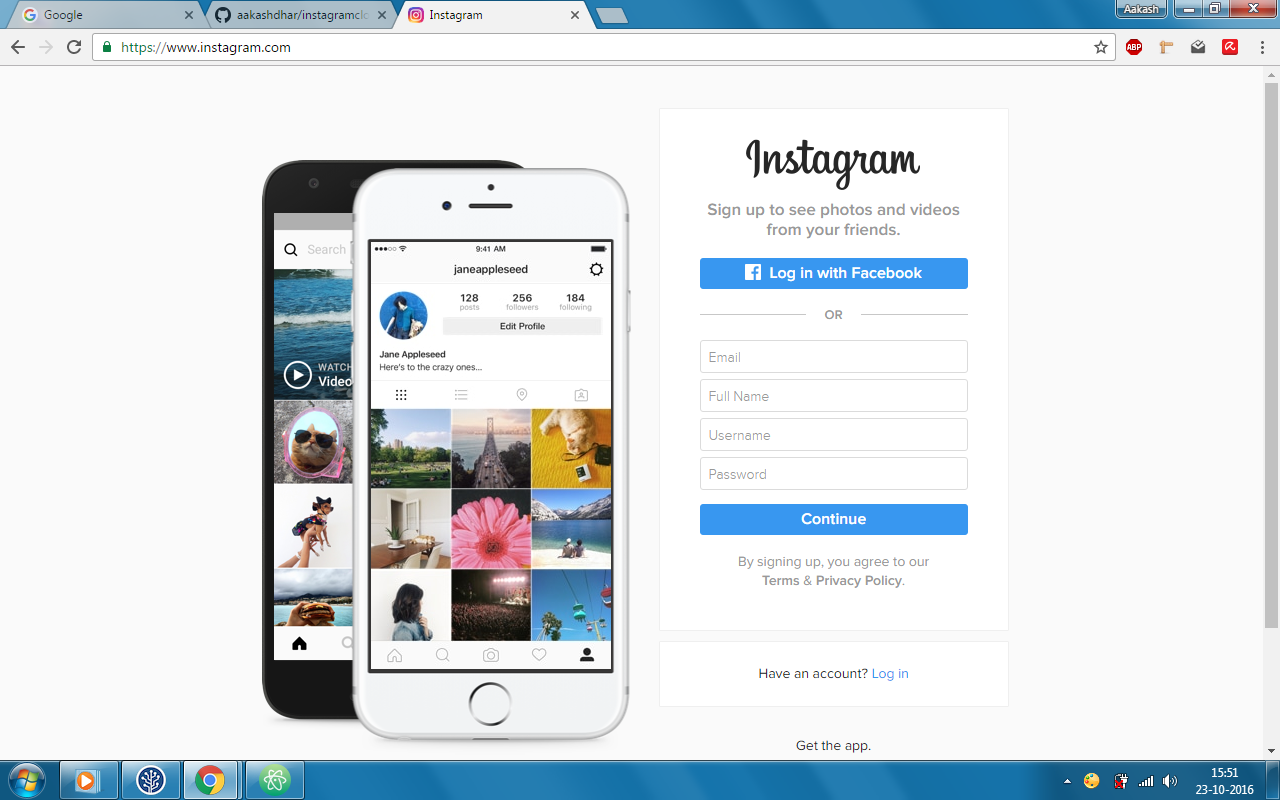 Google
aakashdhar/instagramclo
Instagram
Aakash
https://www.instagram.com
ABP
Search
WATCH
Video
9:41 AM
janeappleseed
128
256
184
posts
followers
following
Edit Profile
Jane Appleseed
Here's to the crazy ones...
Instagram
Sign up to see photos and videos
from your friends.
Log in with Facebook
OR
Email
Full Name
Username
Password
Continue
By signing up, you agree to our
Terms & Privacy Policy.
Have an account? Log in
Get the app.
15:51
23-10-2016